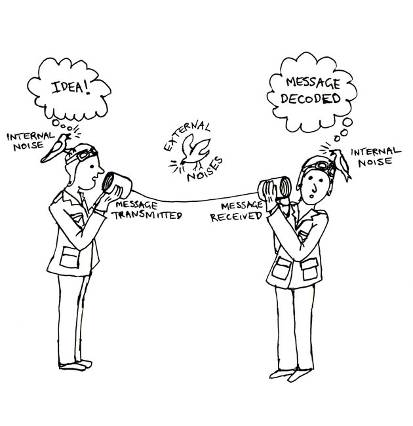 IDEA!
INTERNAL
NOISE
MESSAGE
TRANSMITTED
EXTERNAL
NOISES
MESSAGE
RECEIVED
MESSAGE
DECODED
INTERNAL
NOISE